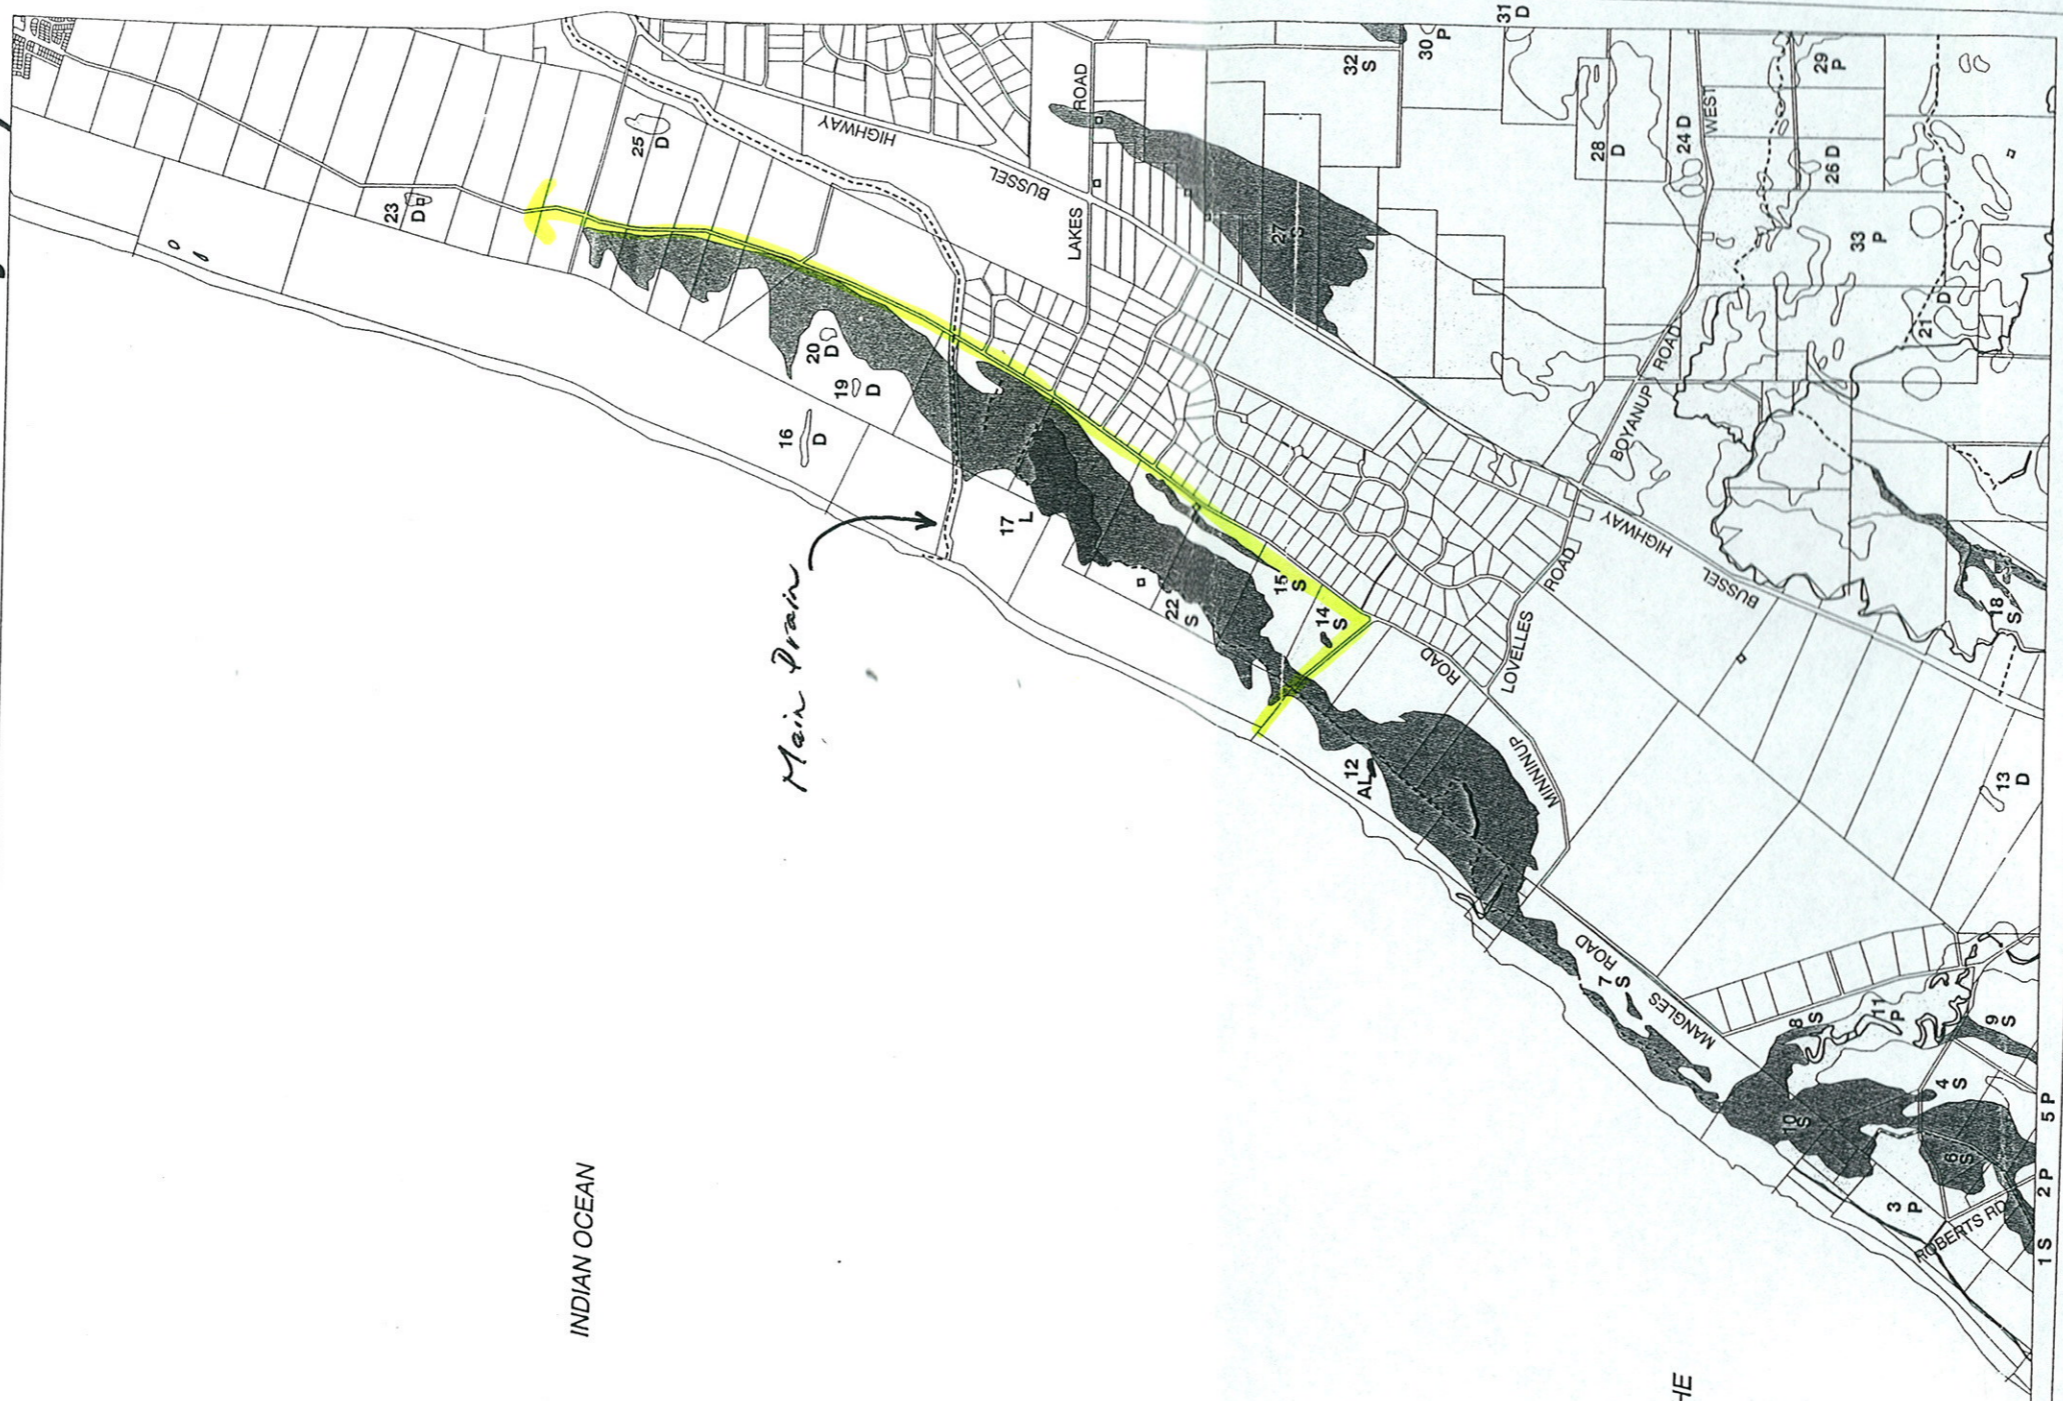 31
D
30
P
32
S
29
P
ROAD
HIGHWAY
BUSSEL
LAKES
25
D
23
D
28
D
24 D
WEST
26 D
27
S
33
P
21
D
20
D
19
D
16
D
BOYANUP
ROAD
17
L
Main Drain
HIGHWAY
BUSSEL
22
S
15
S
14
S
ROAD
LOVELLES
ROAD
18
S
12
AL
MINNINUP
13
D
7
S
ROAD
MANGLES
8
S
11
P
9
S
10
S
4
S
6
S
3
P
ROBERTS RD
1 S
2 P
5 P
INDIAN OCEAN
HE